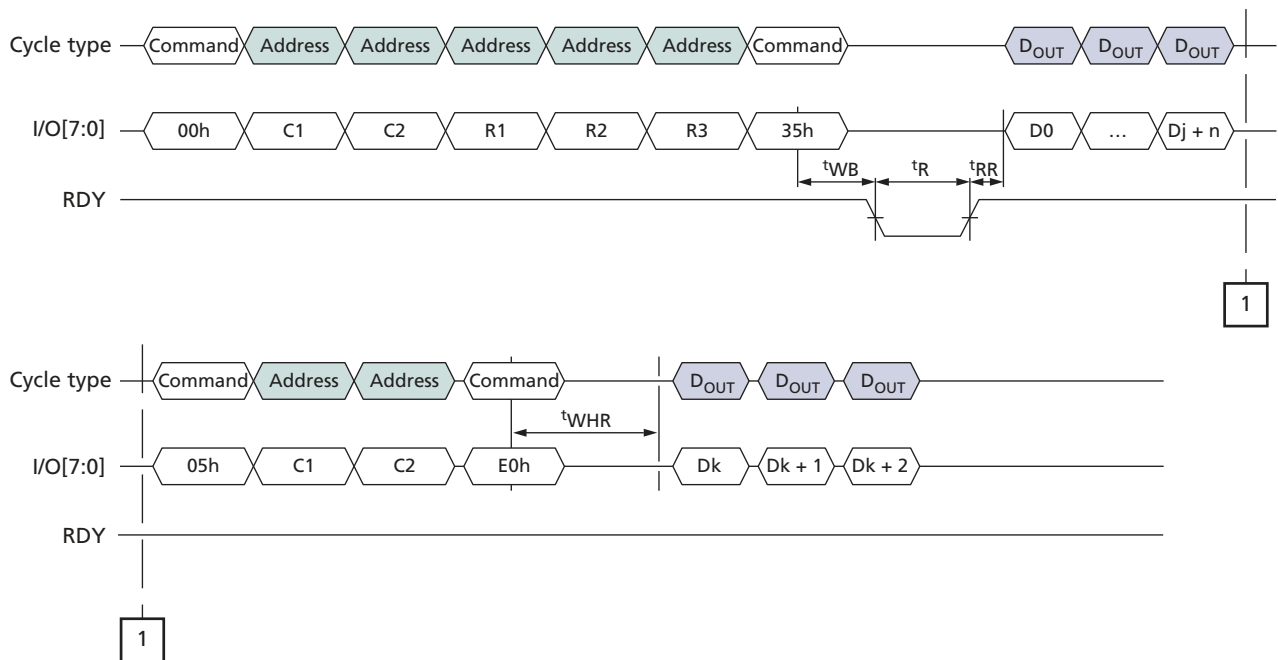 Cycle type Command Address Address Address Address Address Command DOUT DOUT DOUT
I/O[7:0] 00h C1 C2 R1 R2 R3 35h D0 … Dj + n
tWB tR tRR
RDY
1
Cycle type Command Address Address Command DOUT DOUT DOUT
tWHR
I/O[7:0] 05h C1 C2 E0h Dk Dk + 1 Dk + 2
RDY
1